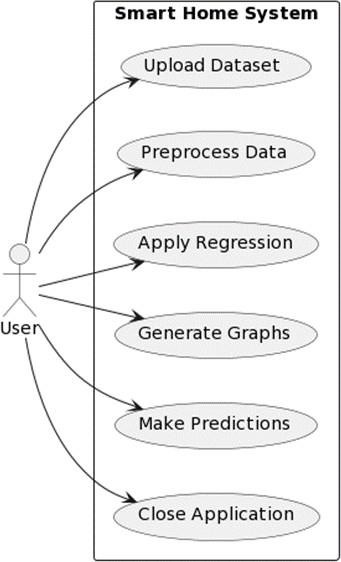 Smart Home System
Upload Dataset
Preprocess Data
Apply Regression
Generate Graphs
User
Make Predictions
Close Application